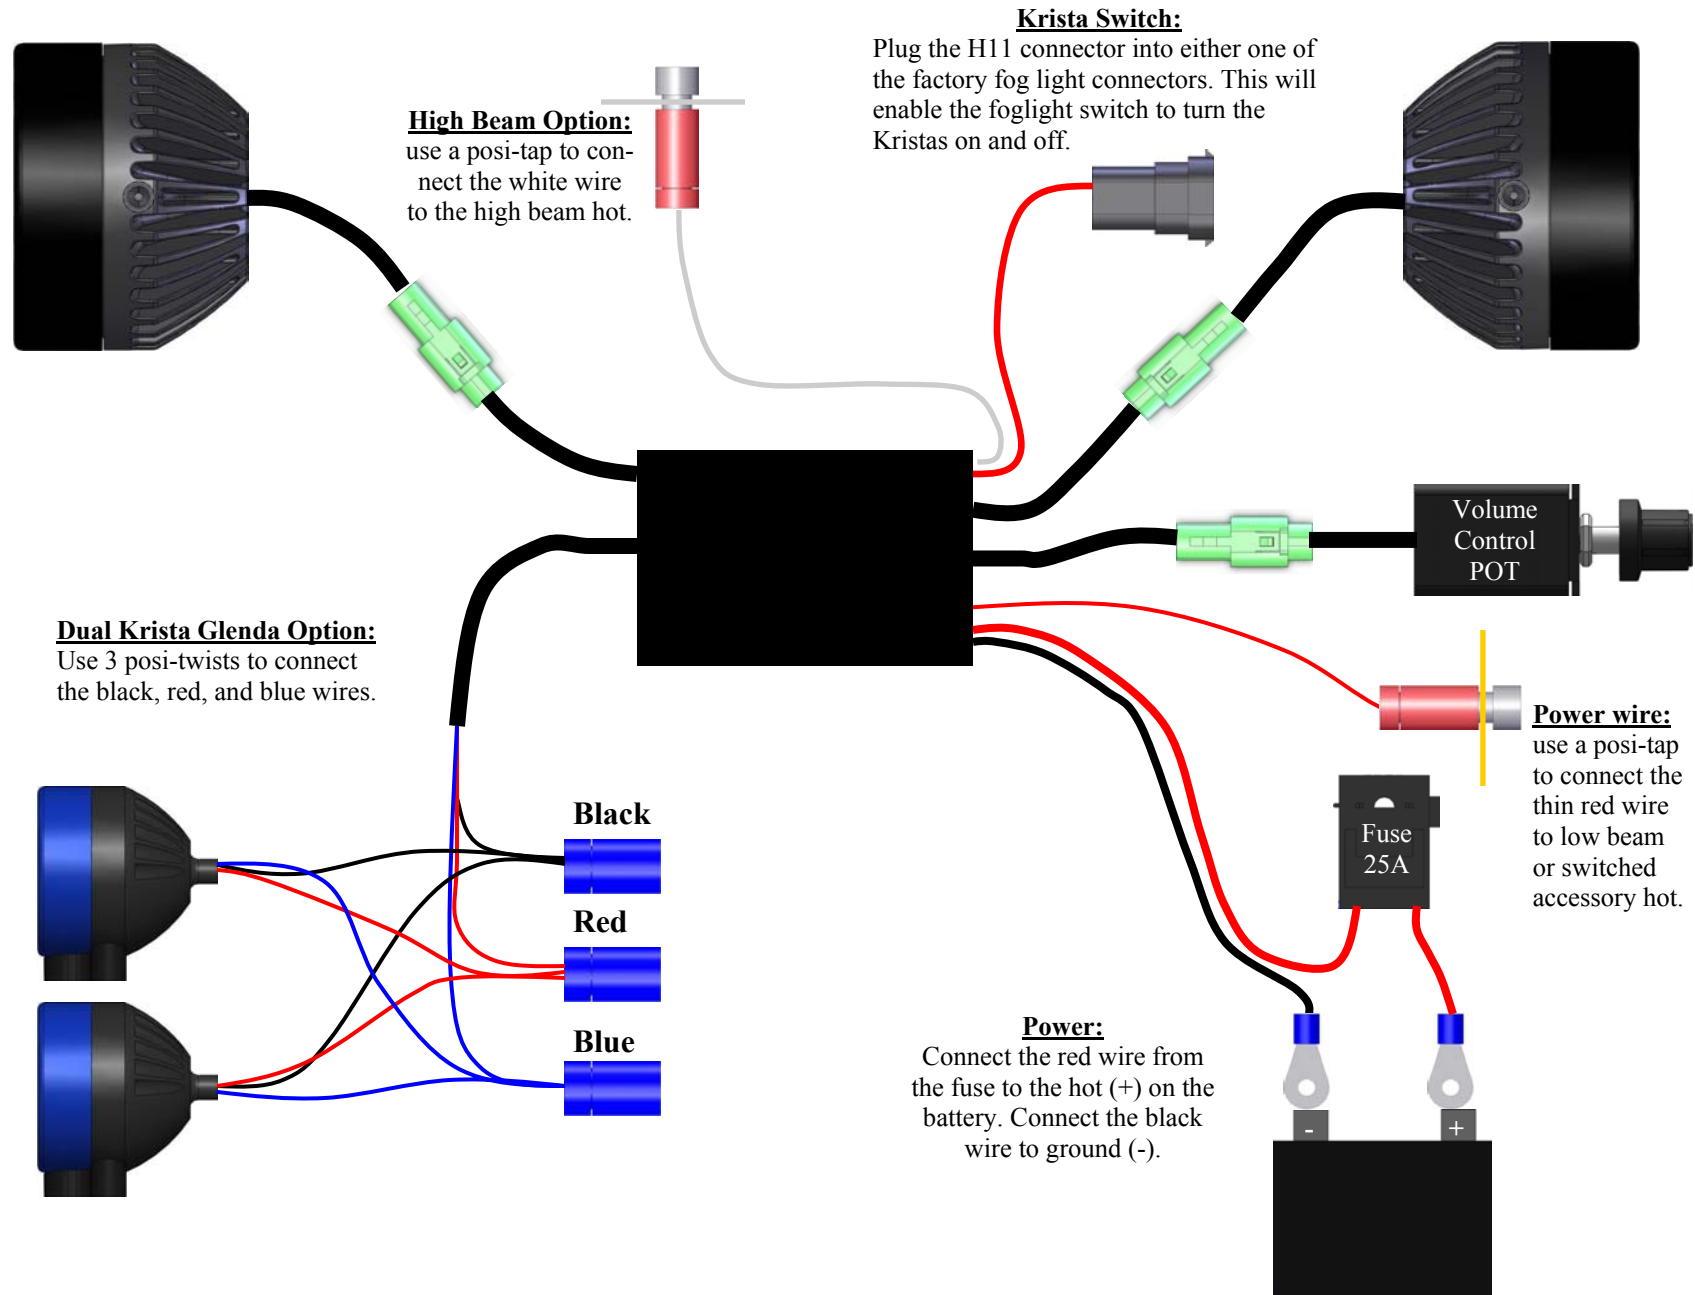 Krista Switch:
Plug the H11 connector into either one of
the factory fog light connectors. This will
enable the foglight switch to turn the
Kristas on and off.
High Beam Option:
use a posi-tap to con-
nect the white wire
to the high beam hot.
Volume
Control
POT
Dual Krista Glenda Option:
Use 3 posi-twists to connect
the black, red, and blue wires.
Power wire:
use a posi-tap
to connect the
thin red wire
to low beam
or switched
accessory hot.
Fuse
25A
Black
Red
Blue
Power:
Connect the red wire from
the fuse to the hot (+) on the
battery. Connect the black
wire to ground (-).
- +